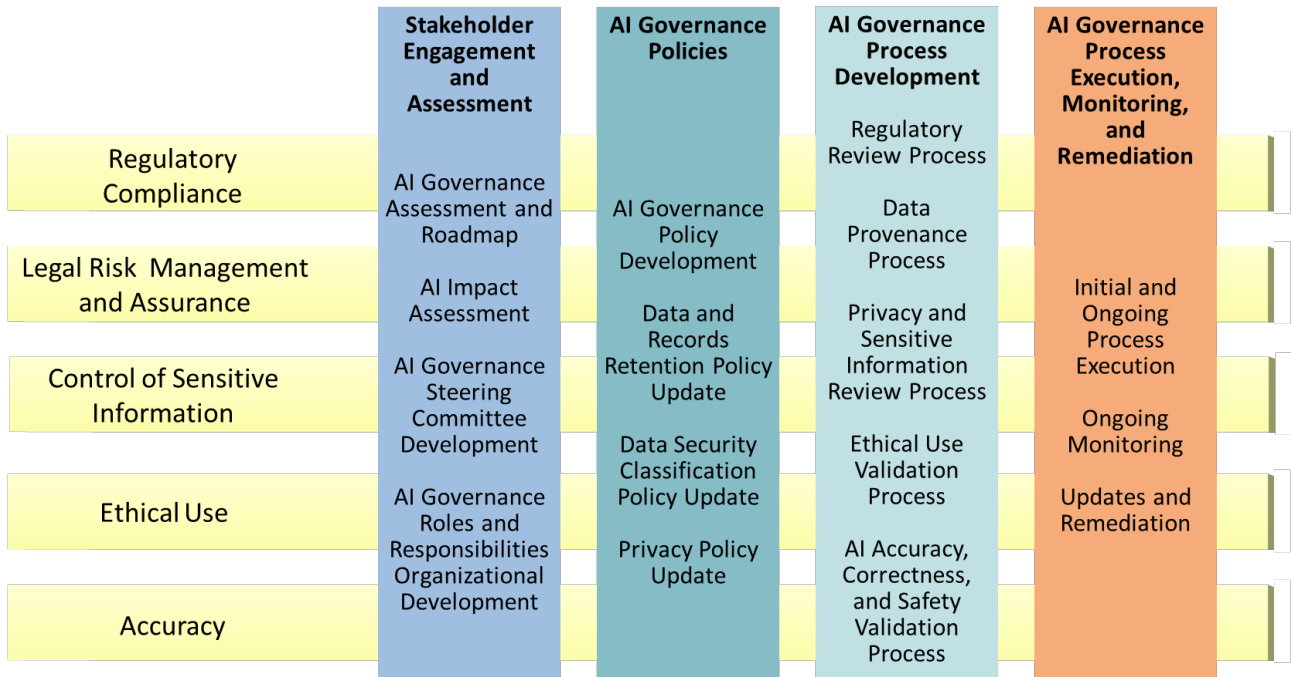 Stakeholder
Engagement
and
Assessment
AI Governance
Assessment and
Roadmap
AI Impact
Assessment
AI Governance
Steering
Committee
Development
AI Governance
Roles and
Responsibilities
Organizational
Development
AI Governance
Policies
AI Governance
Policy
Development
Data and
Records
Retention Policy
Update
Data Security
Classification
Policy Update
Privacy Policy
Update
AI Governance
Process
Development
Regulatory
Review Process
Data
Provenance
Process
Privacy and
Sensitive
Information
Review Process
Ethical Use
Validation
Process
AI Accuracy,
Correctness,
and Safety
Validation
Process
AI Governance
Process
Execution,
Monitoring,
and
Remediation
Initial and
Ongoing
Process
Execution
Ongoing
Monitoring
Updates and
Remediation
Regulatory
Compliance
Legal Risk Management
and Assurance
Control of Sensitive
Information
Ethical Use
Accuracy